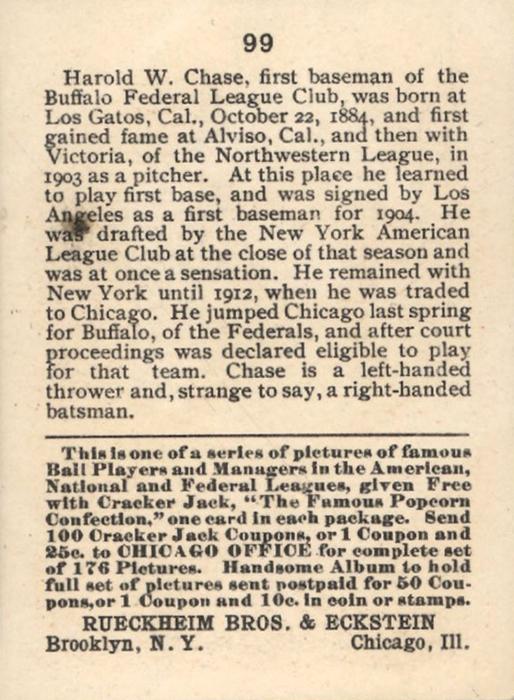 99
Harold W. Chase, first baseman of the
Buffalo Federal League Club, was born at
Los Gatos, Cal., October 22, 1884, and first
gained fame at Alviso, Cal., and then with
Victoria, of the Northwestern League, in
1903 as a pitcher. At this place he learned
to play first base, and was signed by Los
Angeles as a first baseman for 1904. He
was drafted by the New York American
League Club at the close of that season and
was at once a sensation. He remained with
New York until 1912, when he was traded
to Chicago. He jumped Chicago last spring
for Buffalo, of the Federals, and after court
proceedings was declared eligible to play
for that team. Chase is a left-handed
thrower and, strange to say, a right-handed
batsman.
This is one of a series of pictures of famous
Ball Players and Managers in the American,
National and Federal Leagues, given Free
with Cracker Jack, "The Famous Popcorn
Confection," one card in each package. Send
100 Cracker Jack Coupons, or 1 Coupon and
25c. to CHICAGO OFFICE for complete set
of 176 Pictures. Handsome Album to hold
full set of pictures sent postpaid for 50 Cou-
pons, or 1 Coupon and 10c. in coin or stamps.
RUECKHEIM BROS. & ECKSTEIN
Brooklyn, N. Y. Chicago, Ill.